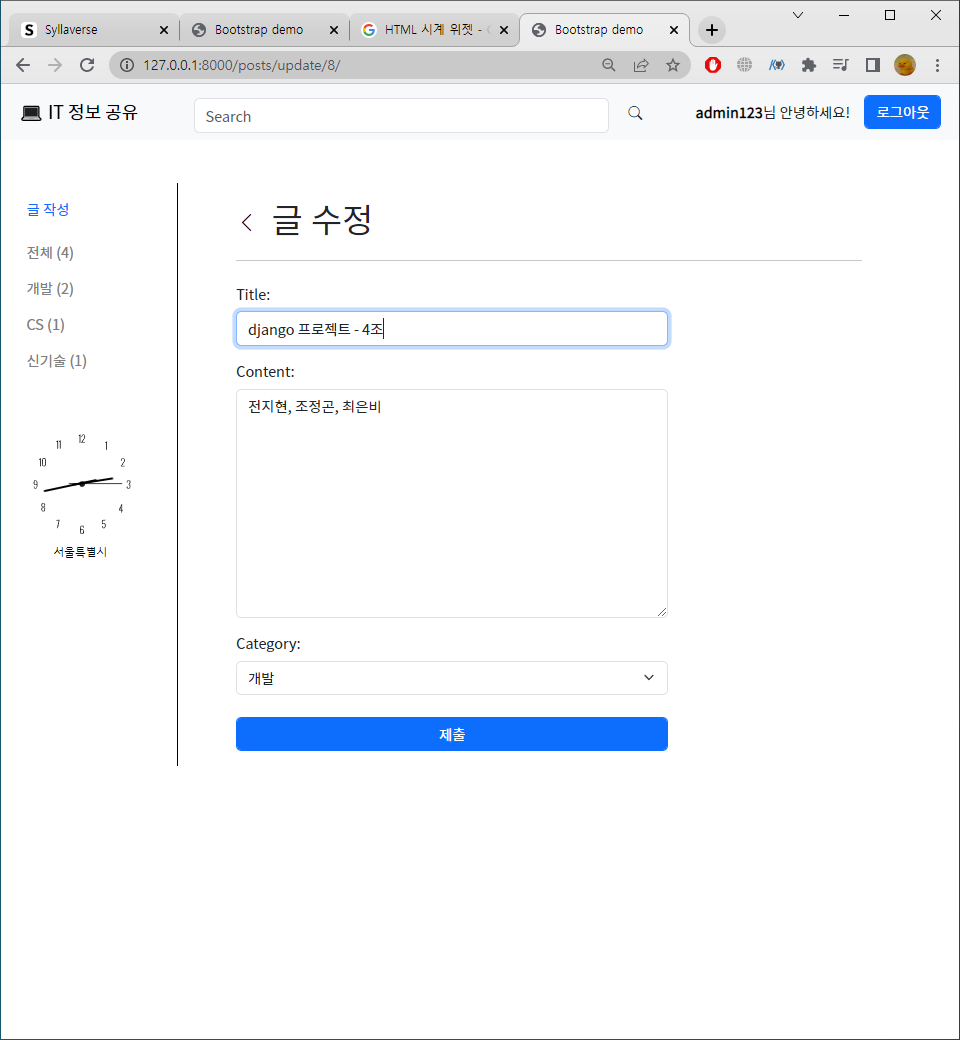 Syllaverse
Bootstrap demo
HTML 시계 위젯 -
Bootstrap demo
127.0.0.1:8000/posts/update/8/
IT 정보 공유
Search
admin123님 안녕하세요!
로그아웃
글 작성
전체 (4)
개발 (2)
CS (1)
신기술 (1)
12
11
1
10
2
9
3
8
4
7
5
6
서울특별시
글 수정
Title:
django 프로젝트 - 4조
Content:
전지현, 조정곤, 최은비
Category:
개발
제출